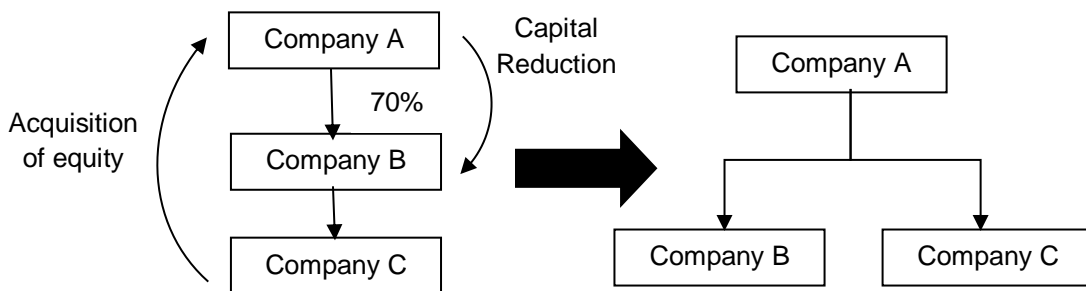 Company A
Capital
Reduction
70%
Acquisition
of equity
Company B
Company C
Company A
Company B
Company C